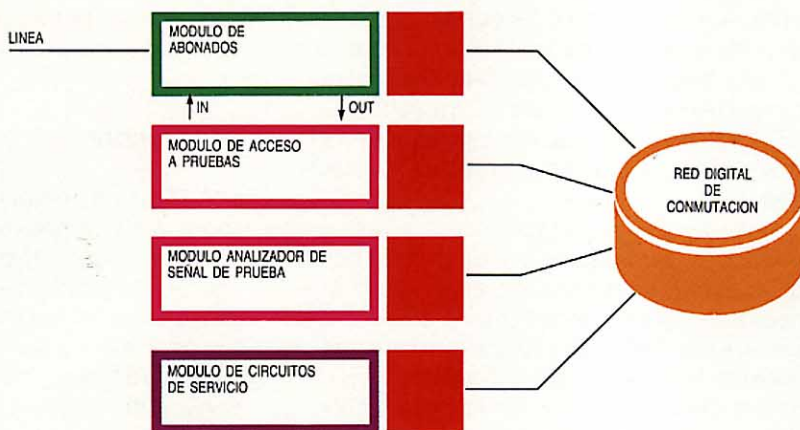 LINEA
MODULO DE
ABONADOS
IN
OUT
MODULO DE ACCESO
A PRUEBAS
MODULO ANALIZADOR DE
SEÑAL DE PRUEBA
MODULO DE CIRCUITOS
DE SERVICIO
RED DIGITAL
DE
CONMUTACION